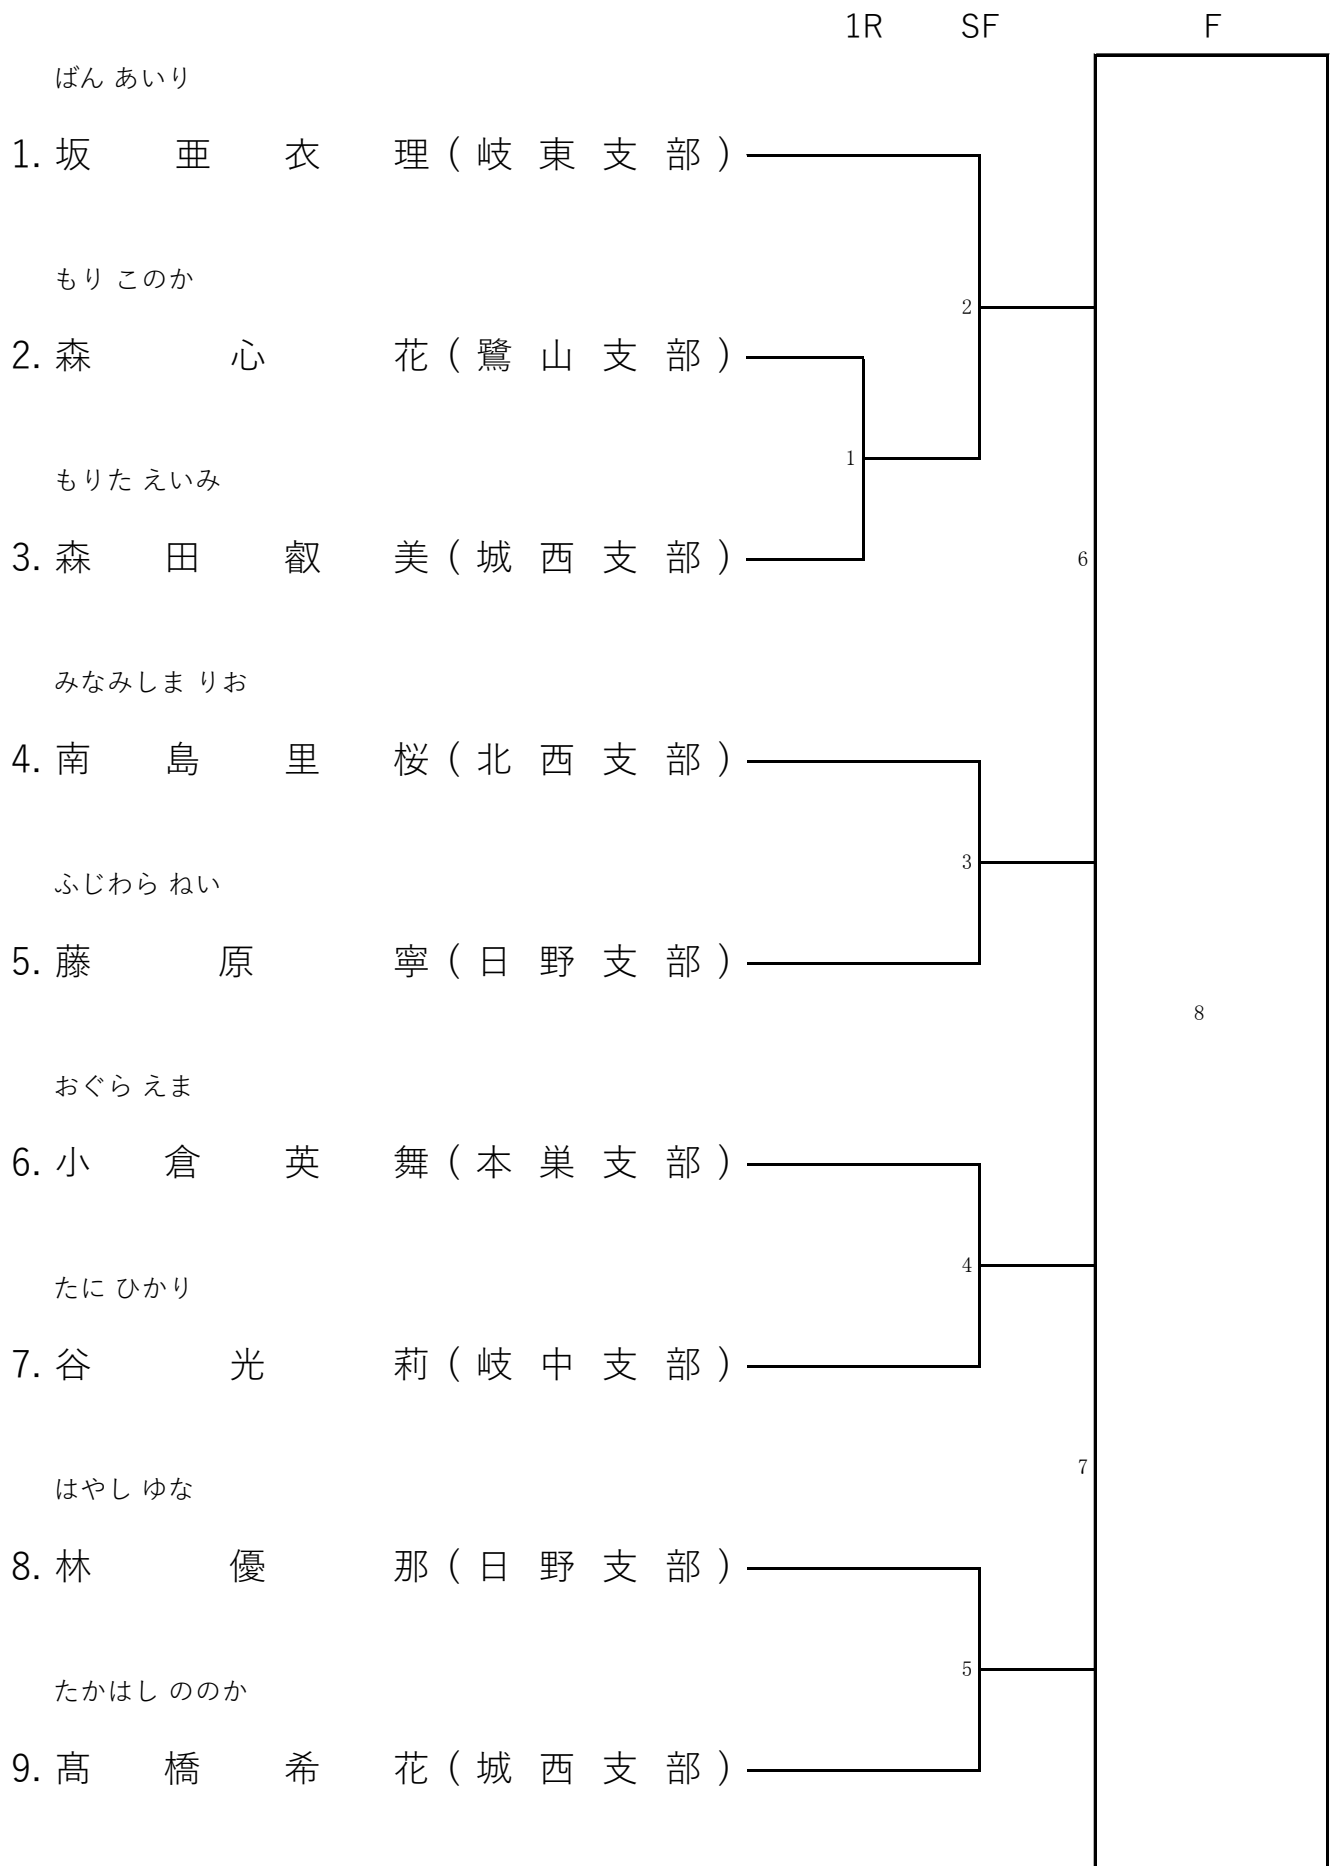 1R SF F
ばん あいり
1. 坂 亜 衣 理 ( 岐 東 支 部 )
もり このか
2
2. 森 心 花 ( 鷺 山 支 部 )
1
もりた えいみ
3. 森 田 叡 美 ( 城 西 支 部 )
6
みなみしま りお
4. 南 島 里 桜 ( 北 西 支 部 )
3
ふじわら ねい
5. 藤 原 寧 ( 日 野 支 部 )
8
おぐら えま
6. 小 倉 英 舞 ( 本 巣 支 部 )
4
たに ひかり
7. 谷 光 莉 ( 岐 中 支 部 )
7
はやし ゆな
8. 林 優 那 ( 日 野 支 部 )
5
たかはし ののか
9. 髙 橋 希 花 ( 城 西 支 部 )